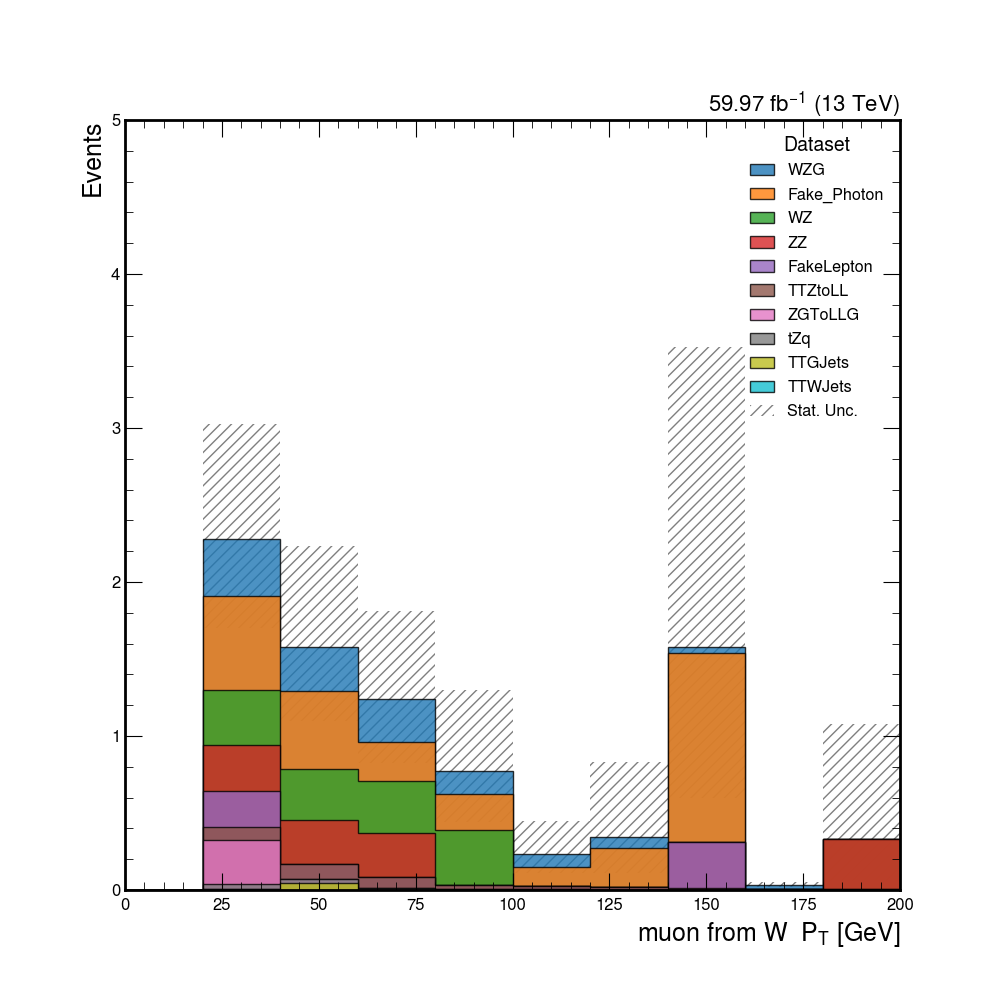 59.97 fb⁻¹ (13 TeV)
Events
5
4
3
2
1
0
Dataset
WZG
Fake_Photon
WZ
ZZ
FakeLepton
TTZtoLL
ZGToLLG
tZq
TTGJets
TTWJets
Stat. Unc.
0 25 50 75 100 125 150 175 200
muon from W P_T [GeV]